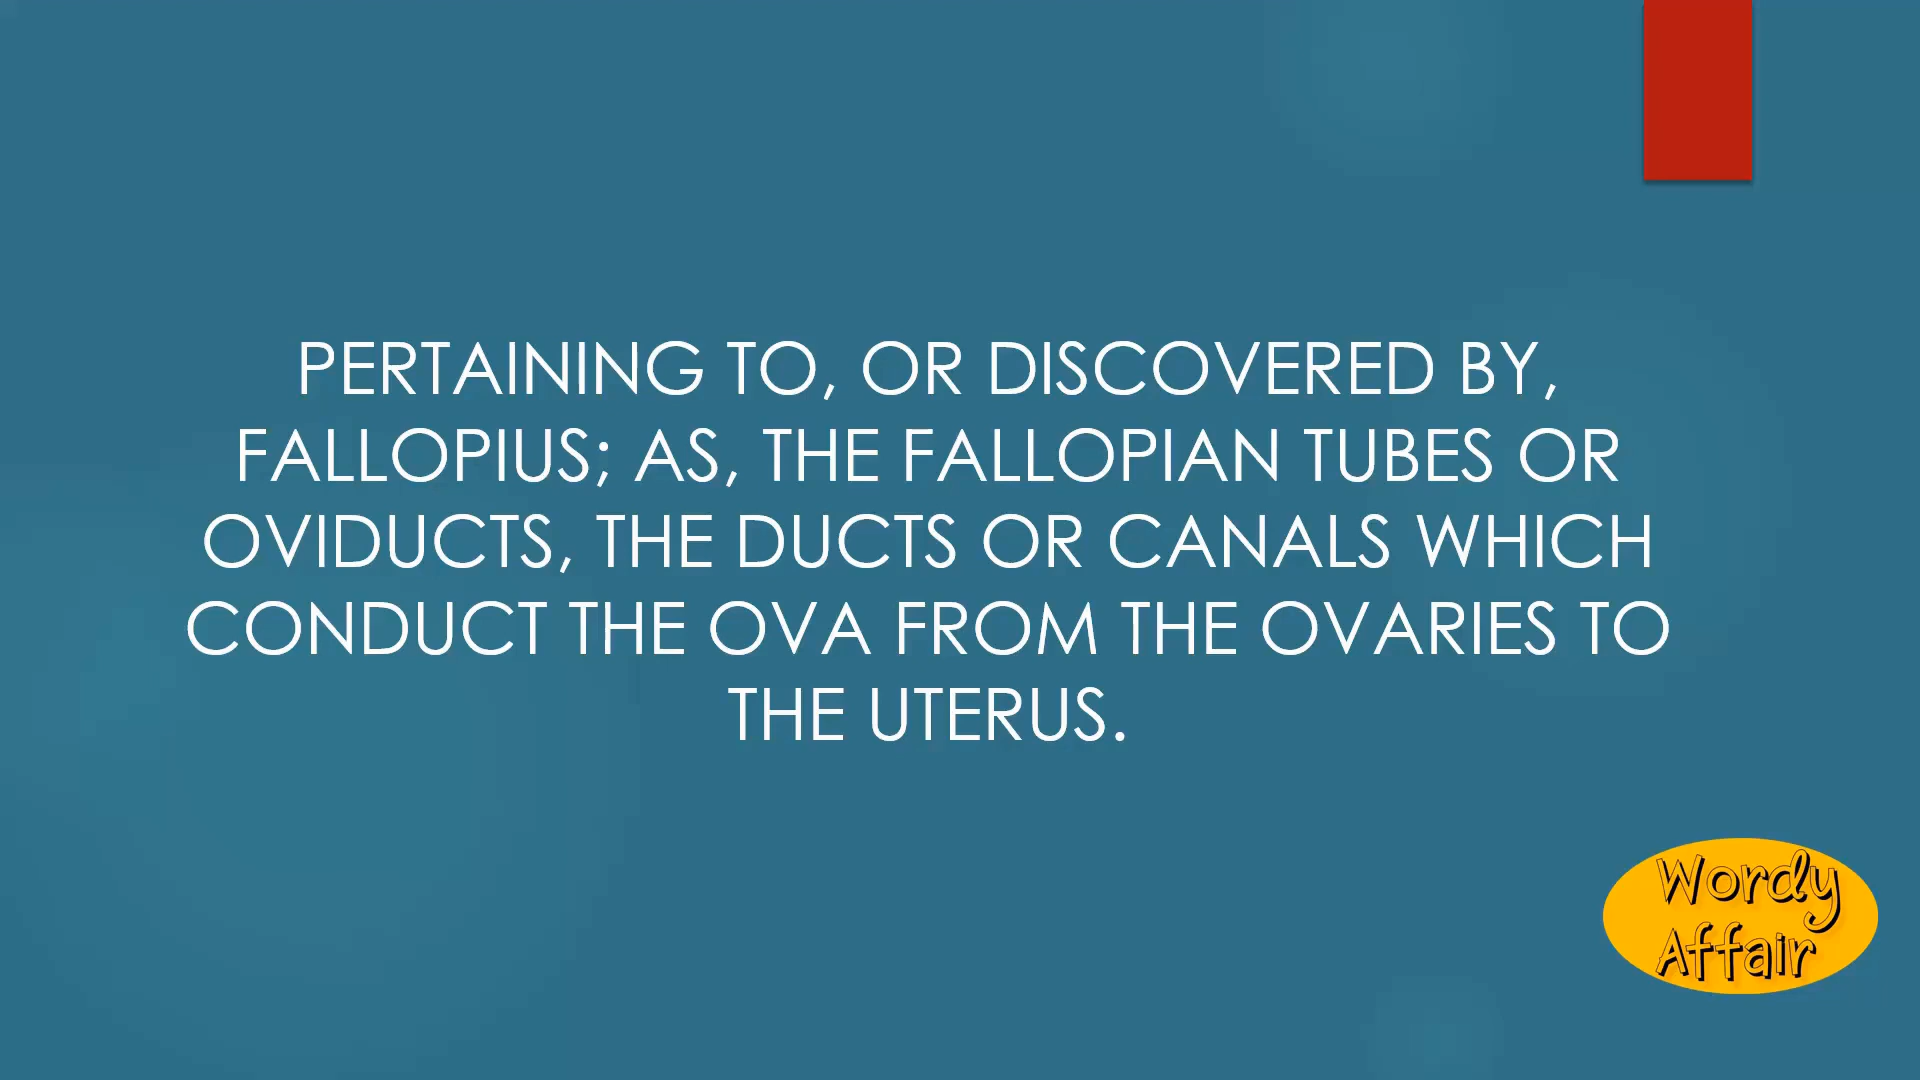 PERTAINING TO, OR DISCOVERED BY,
FALLOPIUS; AS, THE FALLOPIAN TUBES OR
OVIDUCTS, THE DUCTS OR CANALS WHICH
CONDUCT THE OVA FROM THE OVARIES TO
THE UTERUS.
Wordy
Affair